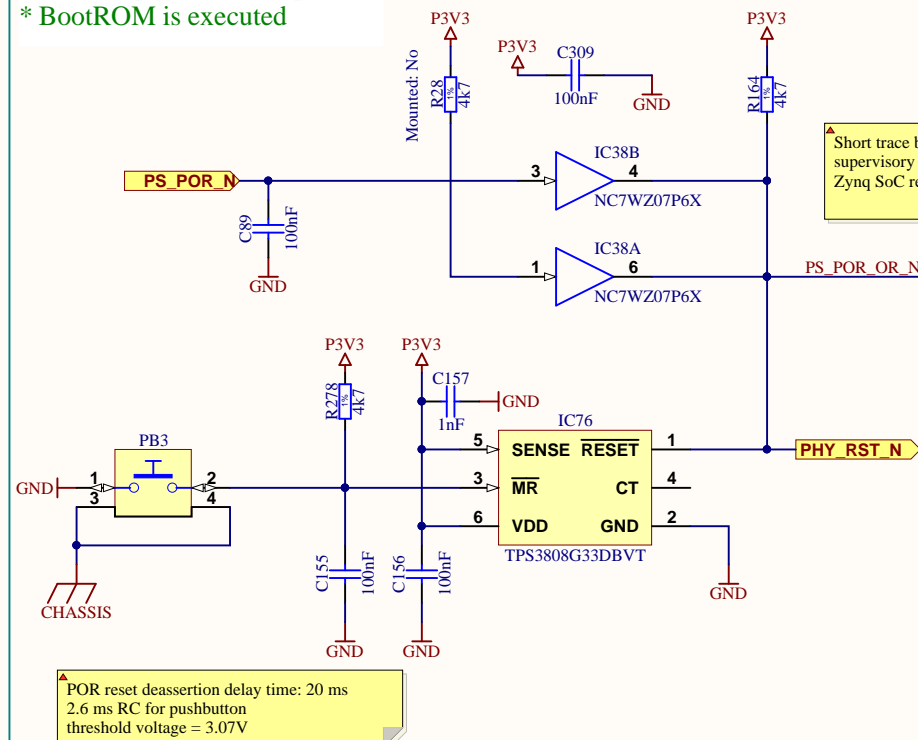 * BootROM is executed
P3V3
P3V3
P3V3
C309
100nF
GND
Mounted: No
R28
1%
4k7
R164
1%
4k7
Short trace b
supervisory
Zynq SoC re
PS_POR_N
C89
100nF
GND
3
IC38B
4
NC7WZ07P6X
1
IC38A
6
NC7WZ07P6X
PS_POR_OR_N
P3V3
P3V3
R278
1%
4k7
C157
1nF
GND
IC76
5
SENSE
RESET
1
PHY_RST_N
3
MR
CT
4
6
VDD
GND
2
TPS3808G33DBVT
GND
PB3
GND
1
2
3
4
CHASSIS
C155
100nF
GND
C156
100nF
GND
POR reset deassertion delay time: 20 ms
2.6 ms RC for pushbutton
threshold voltage = 3.07V